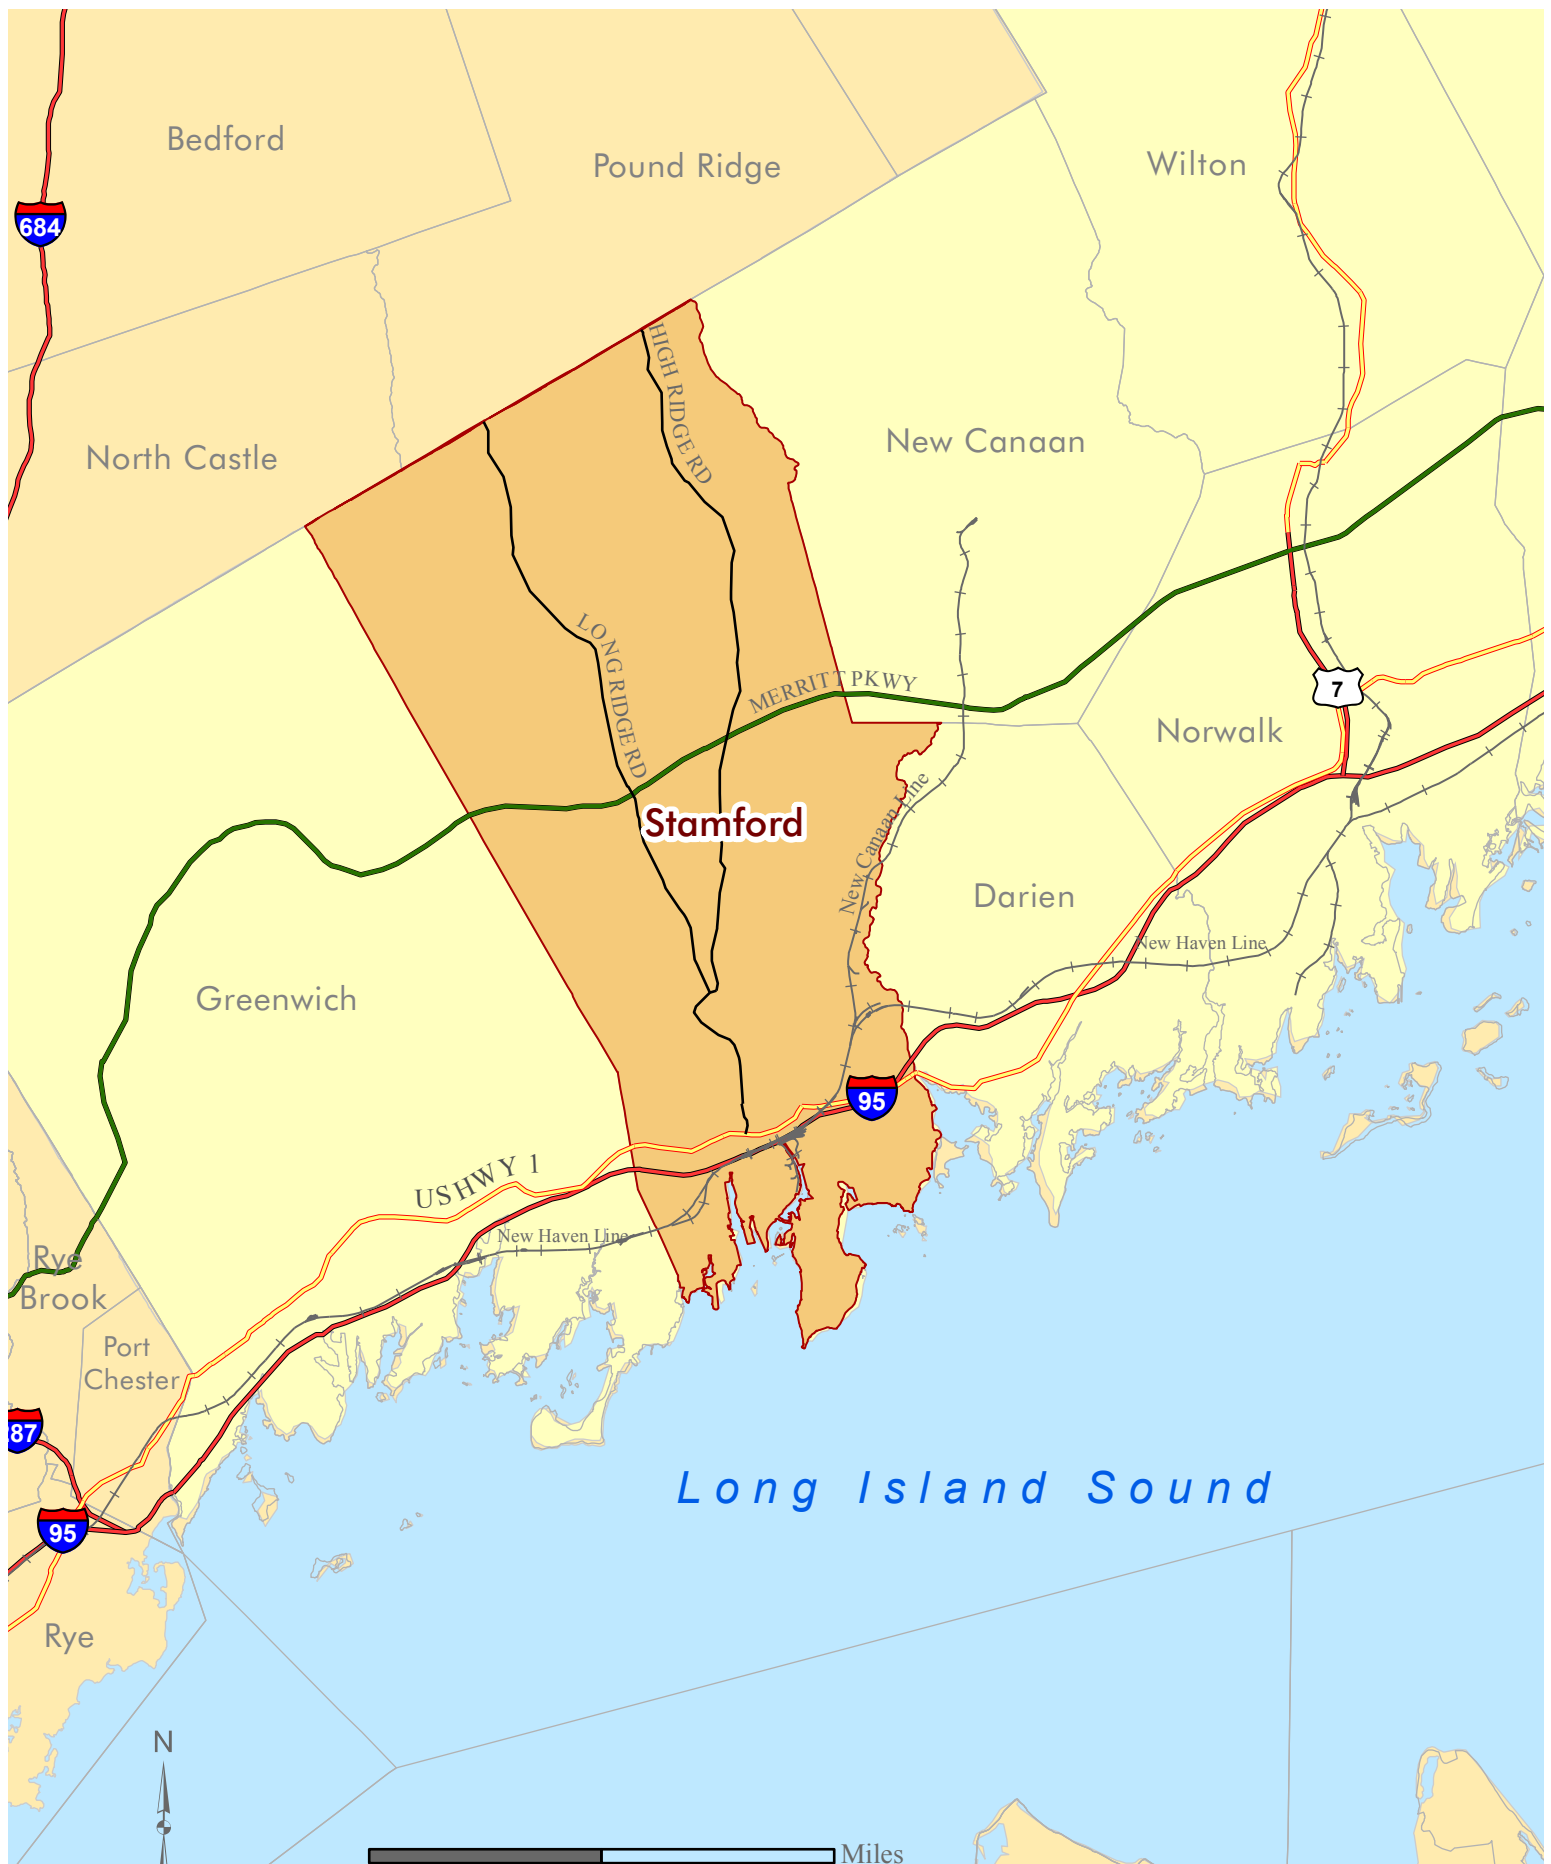 Bedford
Pound Ridge
Wilton
684
HIGH RIDGE RD
North Castle
New Canaan
LONG RIDGE RD
MERRITT PKWY
7
Norwalk
Stamford
New Canaan Line
Darien
New Haven Line
Greenwich
95
US HWY 1
New Haven Line
Rye
Brook
Port
Chester
87
Long Island Sound
95
Rye
N
Miles